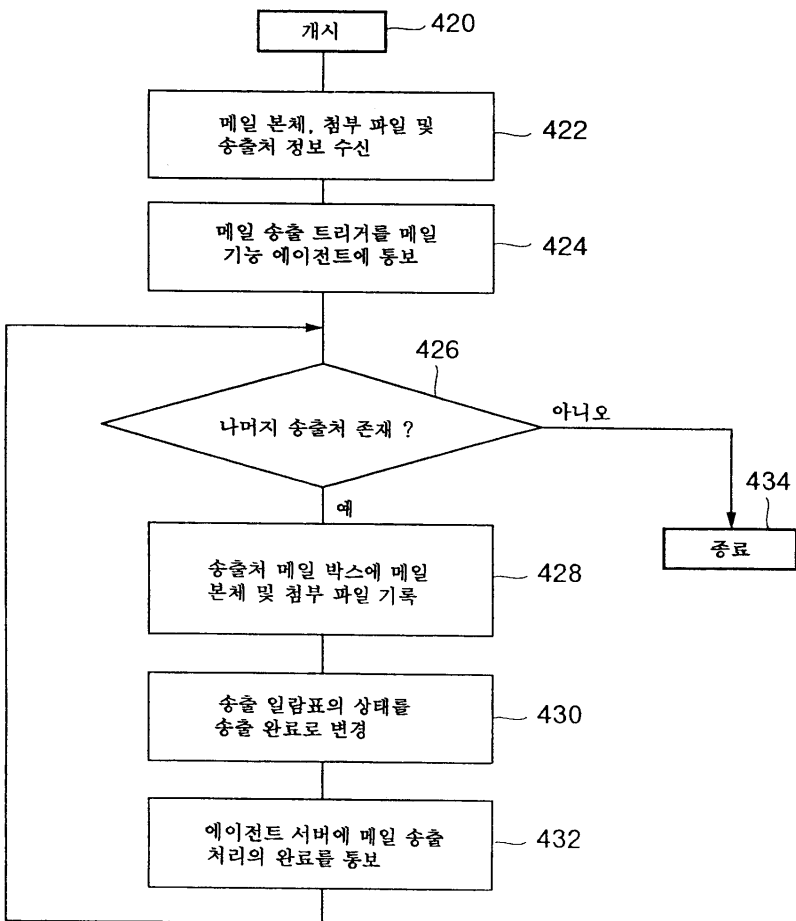 개시
420
메일 본체, 첨부 파일 및
송출처 정보 수신
422
메일 송출 트리거를 메일
기능 에이전트에 통보
424
426
나머지 송출처 존재 ?
아니오
예
434
종료
송출처 메일 박스에 메일
본체 및 첨부 파일 기록
428
송출 일람표의 상태를
송출 완료로 변경
430
에이전트 서버에 메일 송출
처리의 완료를 통보
432